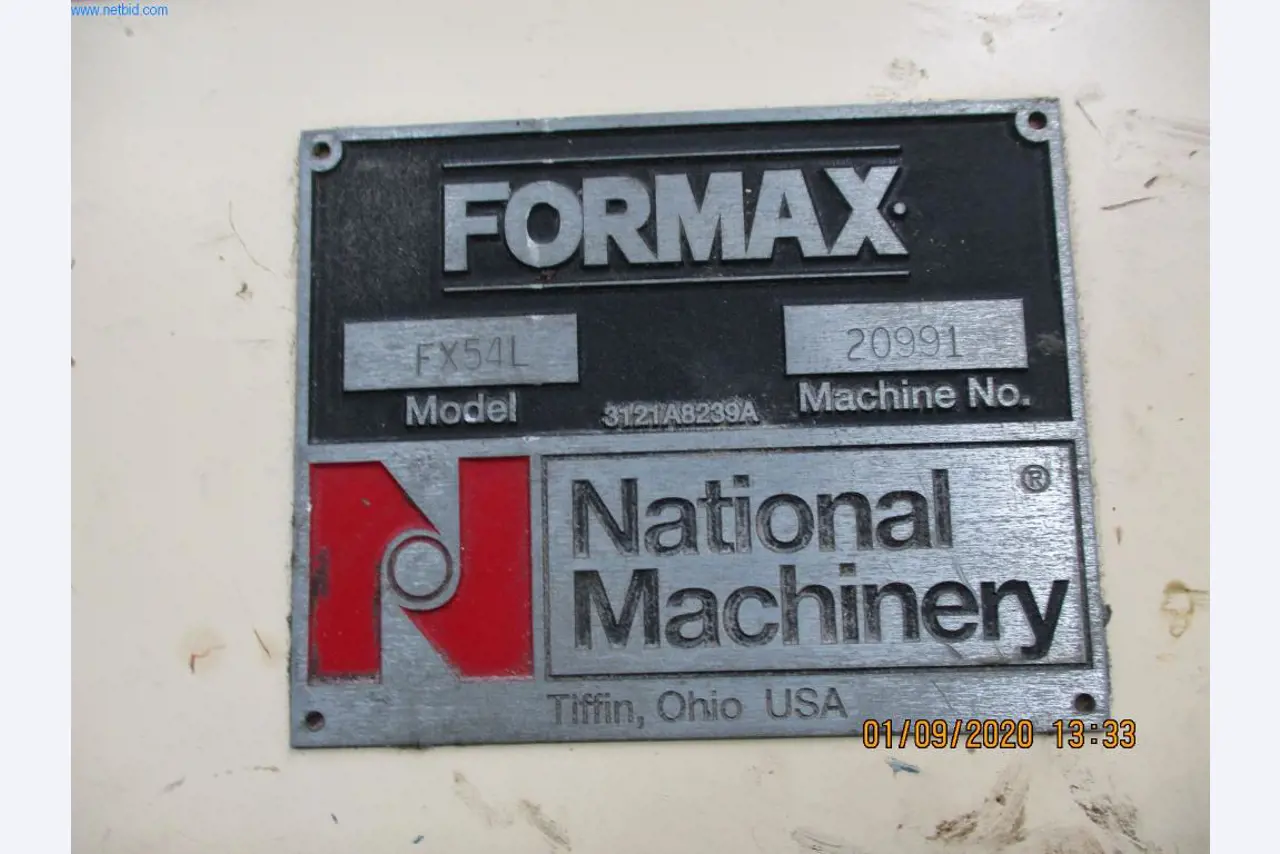 www.netbid.com
FORMAX.
FX54L
20991
Model
3121A8239A
Machine No.
National ®
Machinery
Tiffin, Ohio USA
01/09/2020 13:33